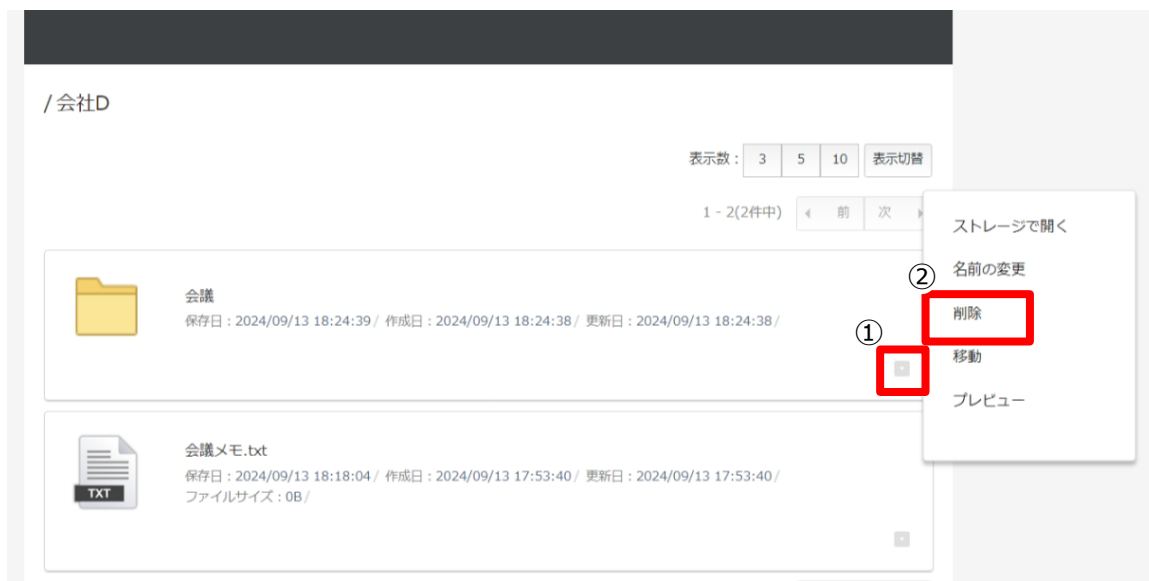 / 会社D
表示数： 3 5 10 表示切替
1 - 2(2件中) 前 次
ストレージで開く
② 名前の変更
削除
移動
プレビュー
会議
保存日：2024/09/13 18:24:39 / 作成日：2024/09/13 18:24:38 / 更新日：2024/09/13 18:24:38 /
①
会議メモ.txt
保存日：2024/09/13 18:18:04 / 作成日：2024/09/13 17:53:40 / 更新日：2024/09/13 17:53:40 /
ファイルサイズ：0B /
TXT